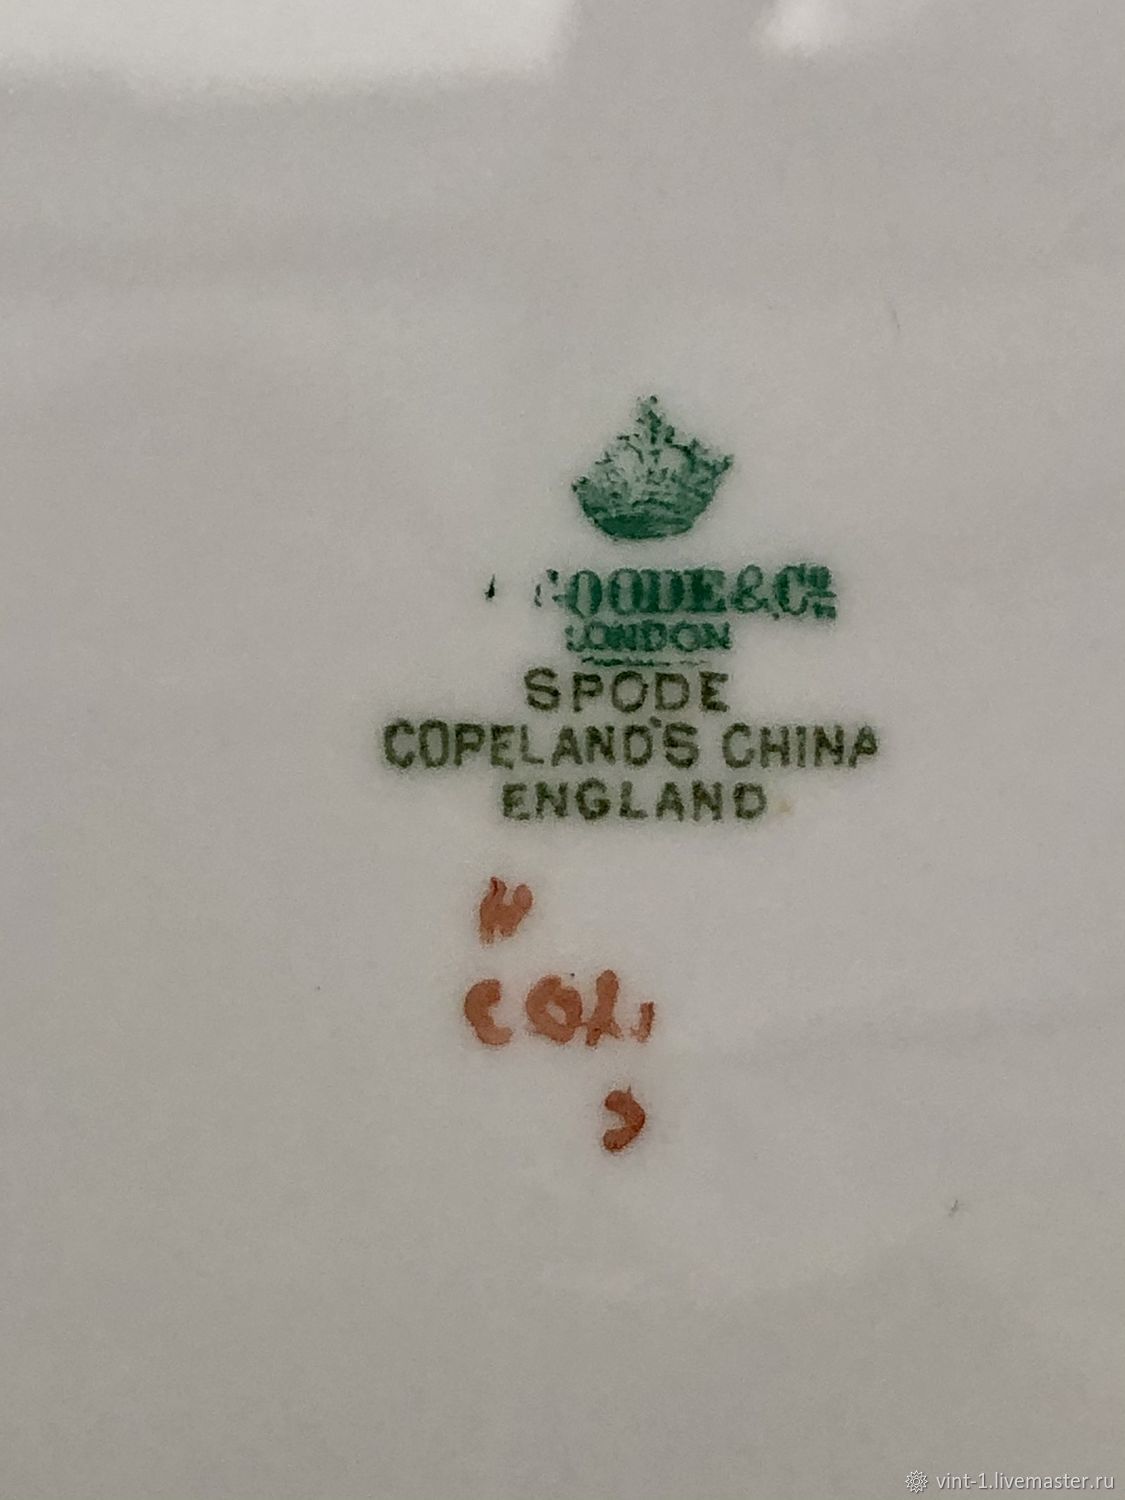 GOODE & Co
LONDON
SPODE
COPELAND'S CHINA
ENGLAND
vint-1.livemaster.ru